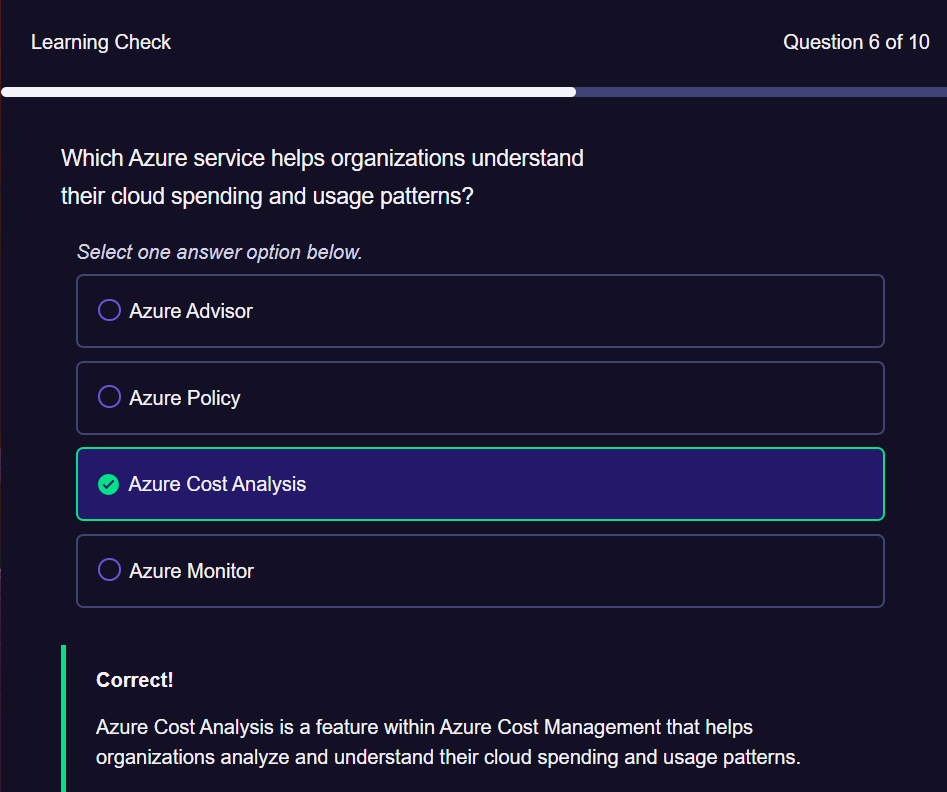 Learning Check
Question 6 of 10
Which Azure service helps organizations understand
their cloud spending and usage patterns?
Select one answer option below.
Azure Advisor
Azure Policy
Azure Cost Analysis
Azure Monitor
Correct!
Azure Cost Analysis is a feature within Azure Cost Management that helps
organizations analyze and understand their cloud spending and usage patterns.